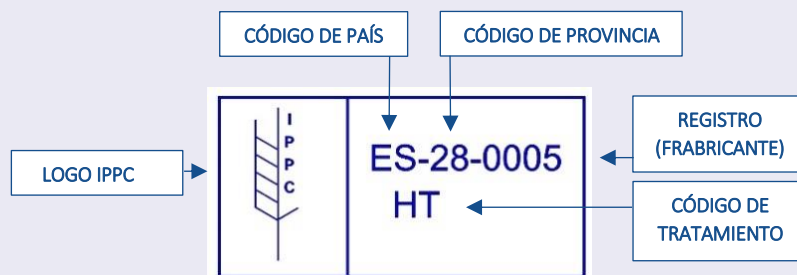 CÓDIGO DE PAÍS
CÓDIGO DE PROVINCIA
I
P
P
C
ES-28-0005
HT
LOGO IPPC
REGISTRO
(FRABRICANTE)
CÓDIGO DE
TRATAMIENTO